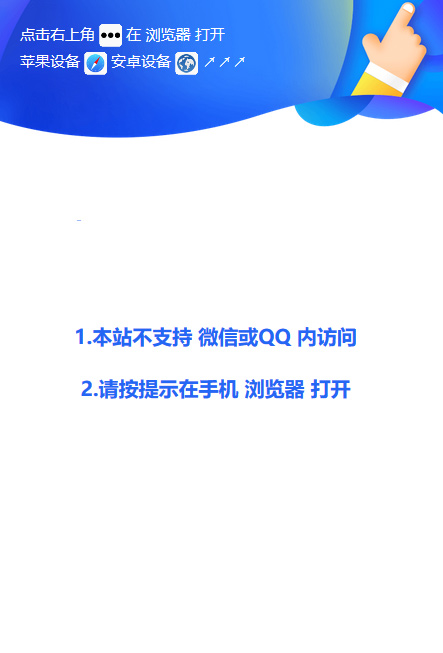 点击右上角 ••• 在 浏览器 打开
苹果设备 安卓设备 ↗↗↗
1.本站不支持 微信或QQ 内访问
2.请按提示在手机 浏览器 打开